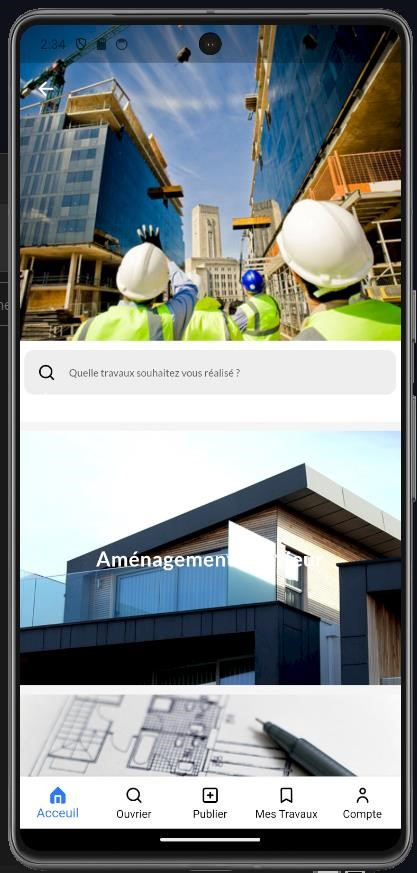 2:34
Quelle travaux souhaitez vous réalisé ?
Aménagement
Acceuil
Ouvrier
Publier
Mes Travaux
Compte